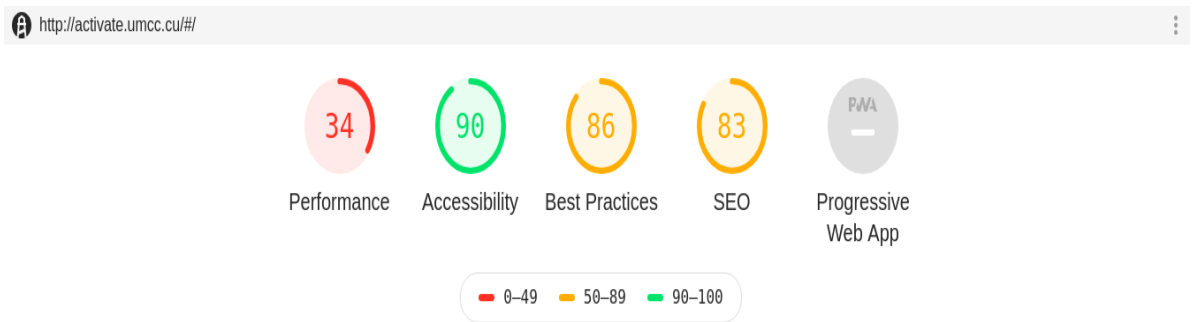 http://activate.umcc.cu/#/
34 90 86 83 PWA
Performance Accessibility Best Practices SEO Progressive
Web App
0–49 50–89 90–100